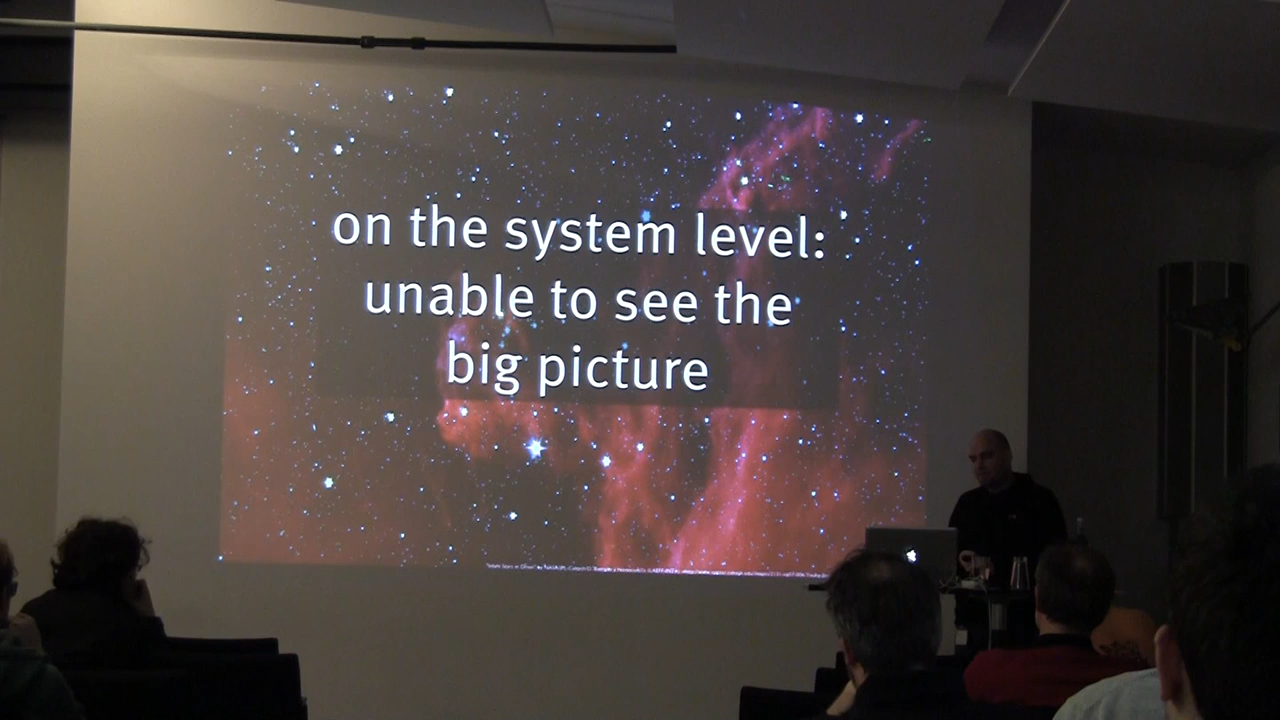 on the system level:
unable to see the
big picture